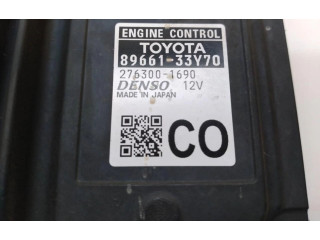 ENGINE CONTROL
TOYOTA
89661-33Y70
276300-1690
DENSO 12V
MADE IN JAPAN
CO